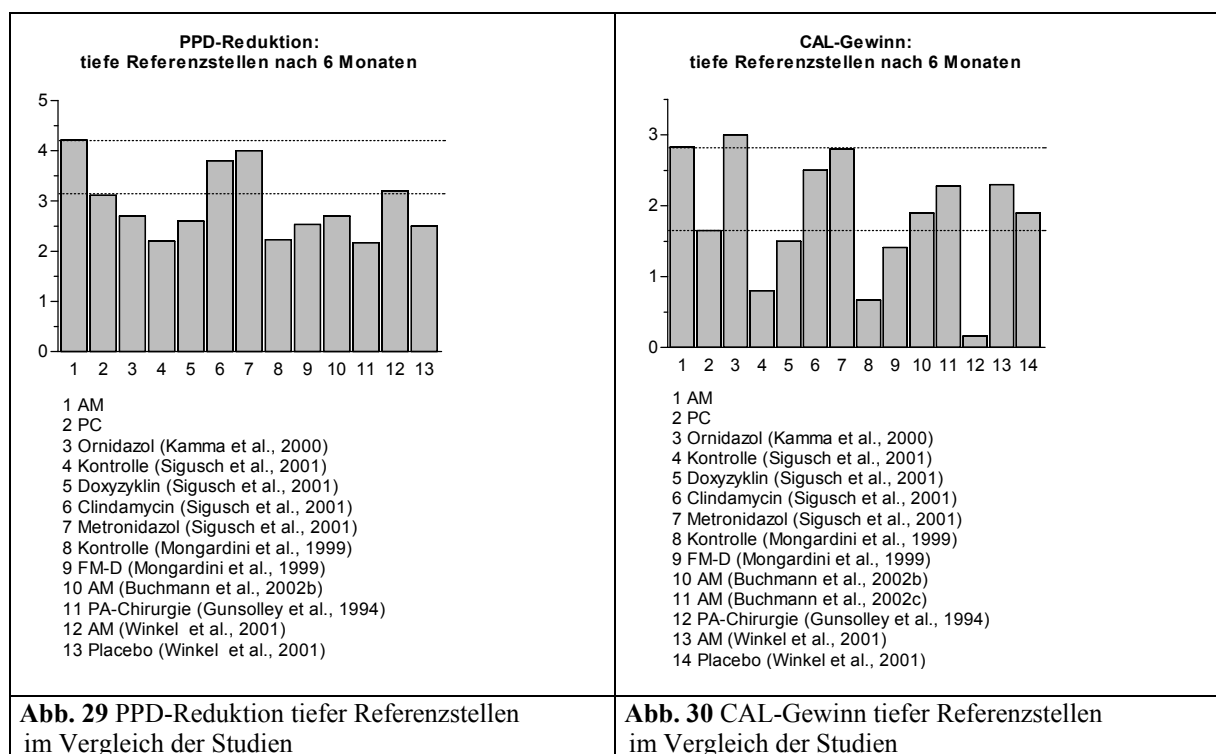 PPD-Reduktion:
tiefe Referenzstellen nach 6 Monaten
5
4
3
2
1
0
1 2 3 4 5 6 7 8 9 10 11 12 13
1 AM
2 PC
3 Ornidazol (Kamma et al., 2000)
4 Kontrolle (Sigusch et al., 2001)
5 Doxyzyklin (Sigusch et al., 2001)
6 Clindamycin (Sigusch et al., 2001)
7 Metronidazol (Sigusch et al., 2001)
8 Kontrolle (Mongardini et al., 1999)
9 FM-D (Mongardini et al., 1999)
10 AM (Buchmann et al., 2002b)
11 PA-Chirurgie (Gunsolley et al., 1994)
12 AM (Winkel et al., 2001)
13 Placebo (Winkel et al., 2001)
Abb. 29 PPD-Reduktion tiefer Referenzstellen
im Vergleich der Studien
CAL-Gewinn:
tiefe Referenzstellen nach 6 Monaten
3
2
1
0
1 2 3 4 5 6 7 8 9 10 11 12 13 14
1 AM
2 PC
3 Ornidazol (Kamma et al., 2000)
4 Kontrolle (Sigusch et al., 2001)
5 Doxyzyklin (Sigusch et al., 2001)
6 Clindamycin (Sigusch et al., 2001)
7 Metronidazol (Sigusch et al., 2001)
8 Kontrolle (Mongardini et al., 1999)
9 FM-D (Mongardini et al., 1999)
10 AM (Buchmann et al., 2002b)
11 AM (Buchmann et al., 2002c)
12 PA-Chirurgie (Gunsolley et al., 1994)
13 AM (Winkel et al., 2001)
14 Placebo (Winkel et al., 2001)
Abb. 30 CAL-Gewinn tiefer Referenzstellen
im Vergleich der Studien